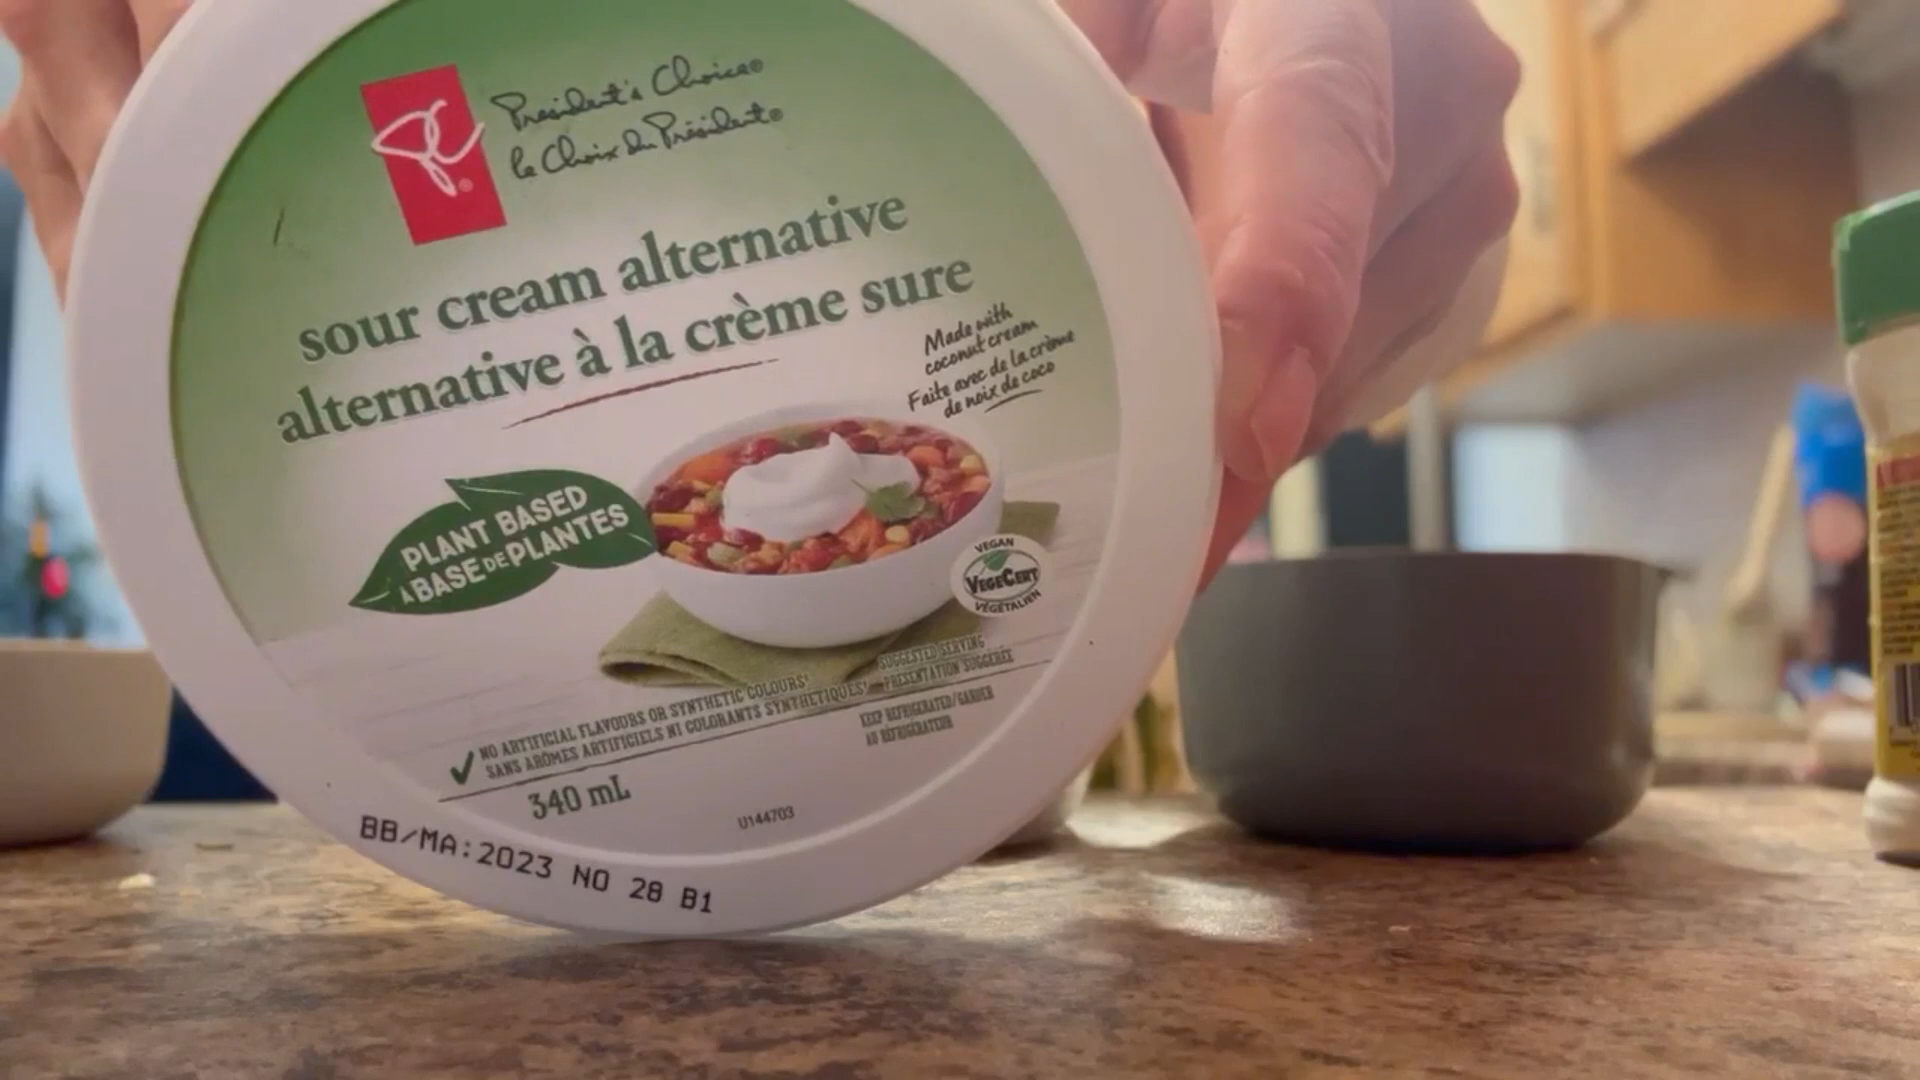 President's Choice®
le Choix du Président®
sour cream alternative
alternative à la crème sure
Made with
coconut cream
Faite avec de la crème
de noix de coco
PLANT BASED
À BASE DE PLANTES
VEGAN
VEGECERT
VÉGÉTALIEN
SUGGESTED SERVING
PRÉSENTATION SUGGÉRÉE
NO ARTIFICIAL FLAVOURS OR SYNTHETIC COLOURS
SANS ARÔMES ARTIFICIELS NI COLORANTS SYNTHÉTIQUES
KEEP REFRIGERATED/GARDER
AU RÉFRIGÉRATEUR
340 mL
U144703
BB/MA:2023 NO 28 B1